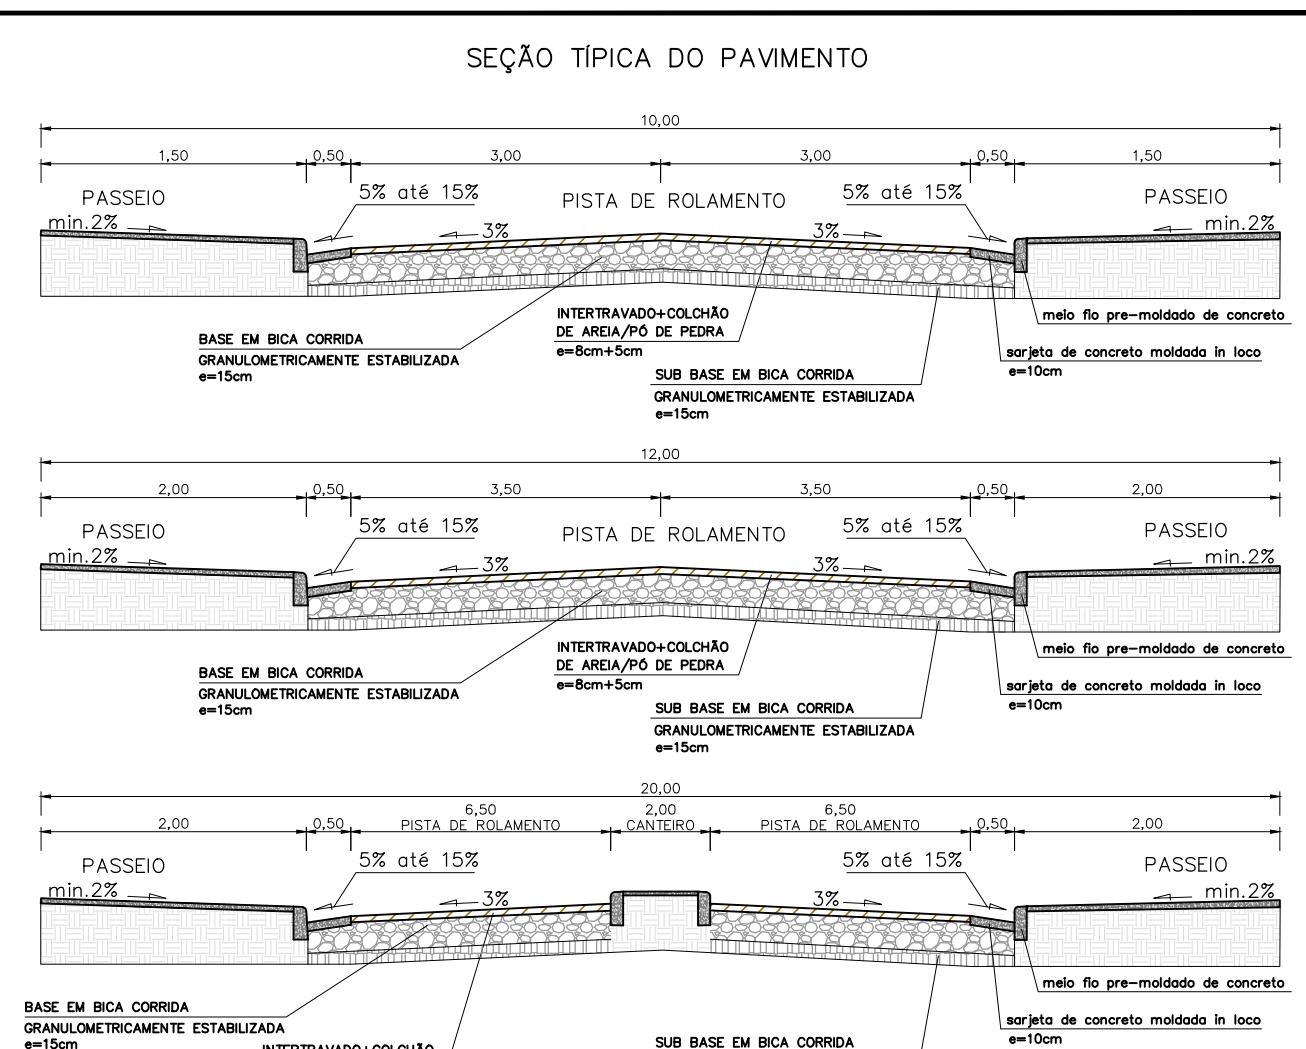 SEÇÃO TÍPICA DO PAVIMENTO
10,00
1,50 0,50 3,00 3,00 0,50 1,50
PASSEIO 5% até 15% PISTA DE ROLAMENTO 5% até 15% PASSEIO
min.2% 3% 3% min.2%
INTERTRAVADO+COLCHÃO
DE AREIA/PÓ DE PEDRA
e=8cm+5cm
meio fio pre-moldado de concreto
BASE EM BICA CORRIDA
GRANULOMETRICAMENTE ESTABILIZADA
e=15cm
sarjeta de concreto moldada in loco
e=10cm
SUB BASE EM BICA CORRIDA
GRANULOMETRICAMENTE ESTABILIZADA
e=15cm
12,00
2,00 0,50 3,50 3,50 0,50 2,00
PASSEIO 5% até 15% PISTA DE ROLAMENTO 5% até 15% PASSEIO
min.2% 3% 3% min.2%
INTERTRAVADO+COLCHÃO
DE AREIA/PÓ DE PEDRA
e=8cm+5cm
meio fio pre-moldado de concreto
BASE EM BICA CORRIDA
GRANULOMETRICAMENTE ESTABILIZADA
e=15cm
sarjeta de concreto moldada in loco
e=10cm
SUB BASE EM BICA CORRIDA
GRANULOMETRICAMENTE ESTABILIZADA
e=15cm
20,00
6,50 2,00 6,50
2,00 0,50 PISTA DE ROLAMENTO CANTEIRO PISTA DE ROLAMENTO 0,50 2,00
PASSEIO 5% até 15% 5% até 15% PASSEIO
min.2% 3% 3% min.2%
meio fio pre-moldado de concreto
BASE EM BICA CORRIDA
GRANULOMETRICAMENTE ESTABILIZADA
e=15cm
sarjeta de concreto moldada in loco
e=10cm
INTERTRAVADO+COLCHÃO
SUB BASE EM BICA CORRIDA